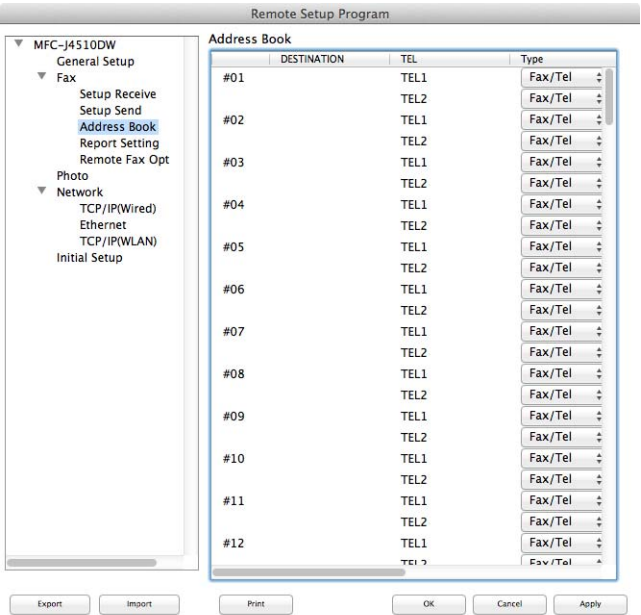 Remote Setup Program
MFC-J4510DW
General Setup
Fax
Setup Receive
Setup Send
Address Book
Report Setting
Remote Fax Opt
Photo
Network
TCP/IP(Wired)
Ethernet
TCP/IP(WLAN)
Initial Setup
Address Book
DESTINATION TEL Type
#01 TEL1 Fax/Tel
TEL2 Fax/Tel
#02 TEL1 Fax/Tel
TEL2 Fax/Tel
#03 TEL1 Fax/Tel
TEL2 Fax/Tel
#04 TEL1 Fax/Tel
TEL2 Fax/Tel
#05 TEL1 Fax/Tel
TEL2 Fax/Tel
#06 TEL1 Fax/Tel
TEL2 Fax/Tel
#07 TEL1 Fax/Tel
TEL2 Fax/Tel
#08 TEL1 Fax/Tel
TEL2 Fax/Tel
#09 TEL1 Fax/Tel
TEL2 Fax/Tel
#10 TEL1 Fax/Tel
TEL2 Fax/Tel
#11 TEL1 Fax/Tel
TEL2 Fax/Tel
#12 TEL1 Fax/Tel
TEL2 Fax/Tel
Export Import Print OK Cancel Apply